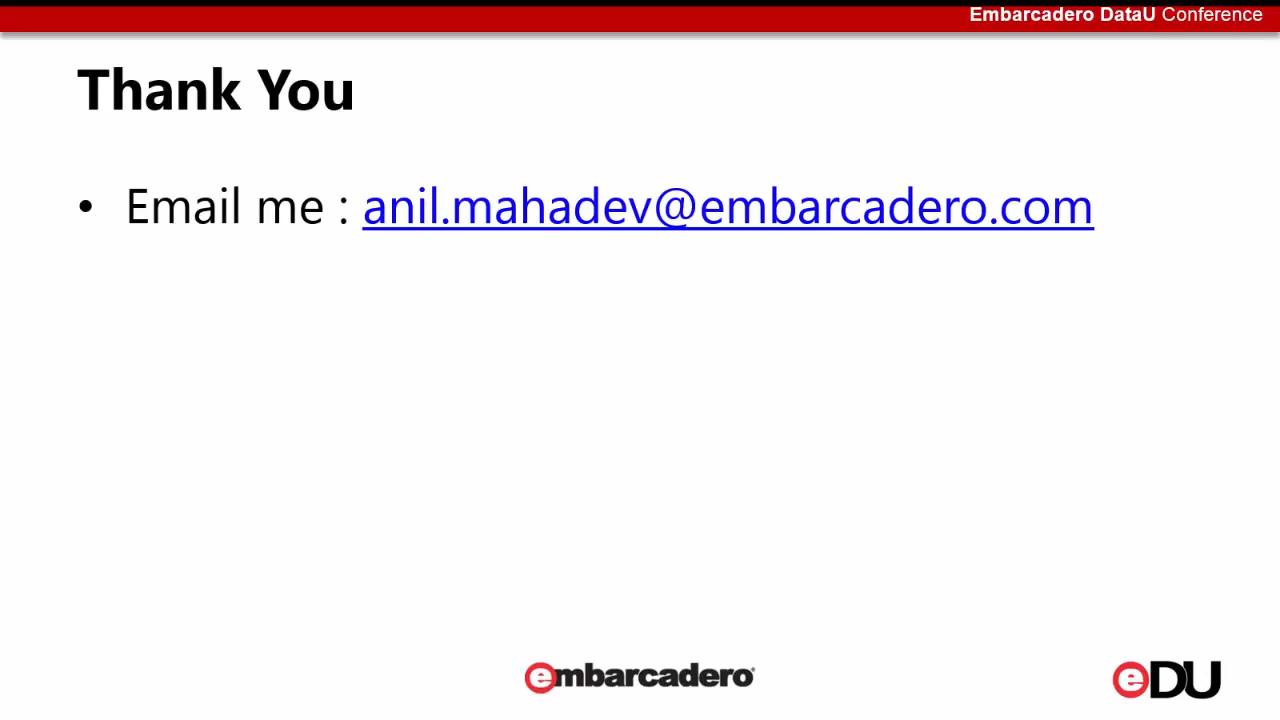 Embarcadero DataU Conference
Thank You
• Email me : anil.mahadev@embarcadero.com
embarcadero®
eDU